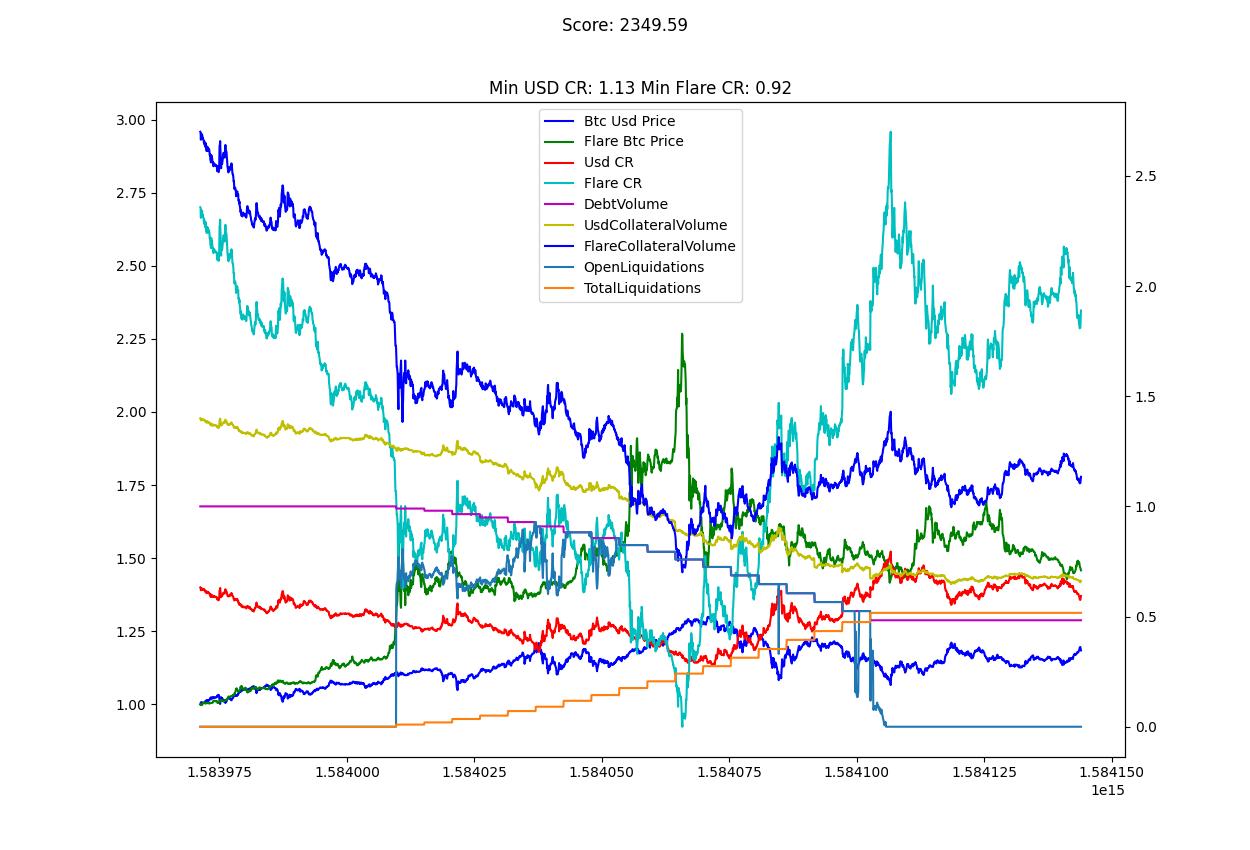 Score: 2349.59
Min USD CR: 1.13 Min Flare CR: 0.92
Btc Usd Price
Flare Btc Price
Usd CR
Flare CR
DebtVolume
UsdCollateralVolume
FlareCollateralVolume
OpenLiquidations
TotalLiquidations
3.00
2.75
2.50
2.25
2.00
1.75
1.50
1.25
1.00
2.5
2.0
1.5
1.0
0.5
0.0
1.583975 1.584000 1.584025 1.584050 1.584075 1.584100 1.584125 1.584150
1e15